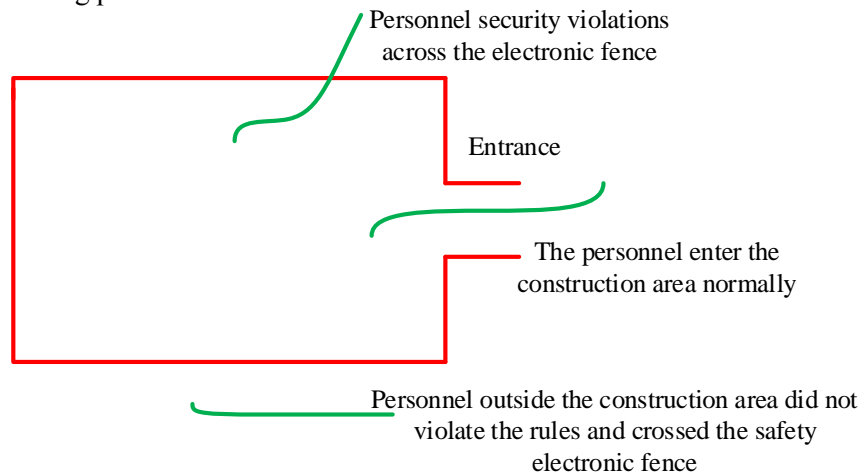 Personnel security violations
across the electronic fence
Entrance
The personnel enter the
construction area normally
Personnel outside the construction area did not
violate the rules and crossed the safety
electronic fence